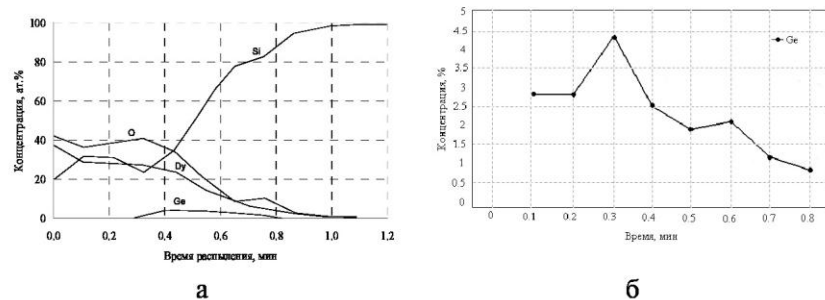 100
80
60
40
20
0
Концентрация, ат.%
Si
O
Dy
Ge
0,0 0,2 0,4 0,6 0,8 1,0 1,2
Время распыления, мин
а
5
4.5
3.5
3
2.5
2
1.5
1
0.5
0
Концентрация, %
Ge
0 0.1 0.2 0.3 0.4 0.5 0.6 0.7 0.8
Время, мин
б